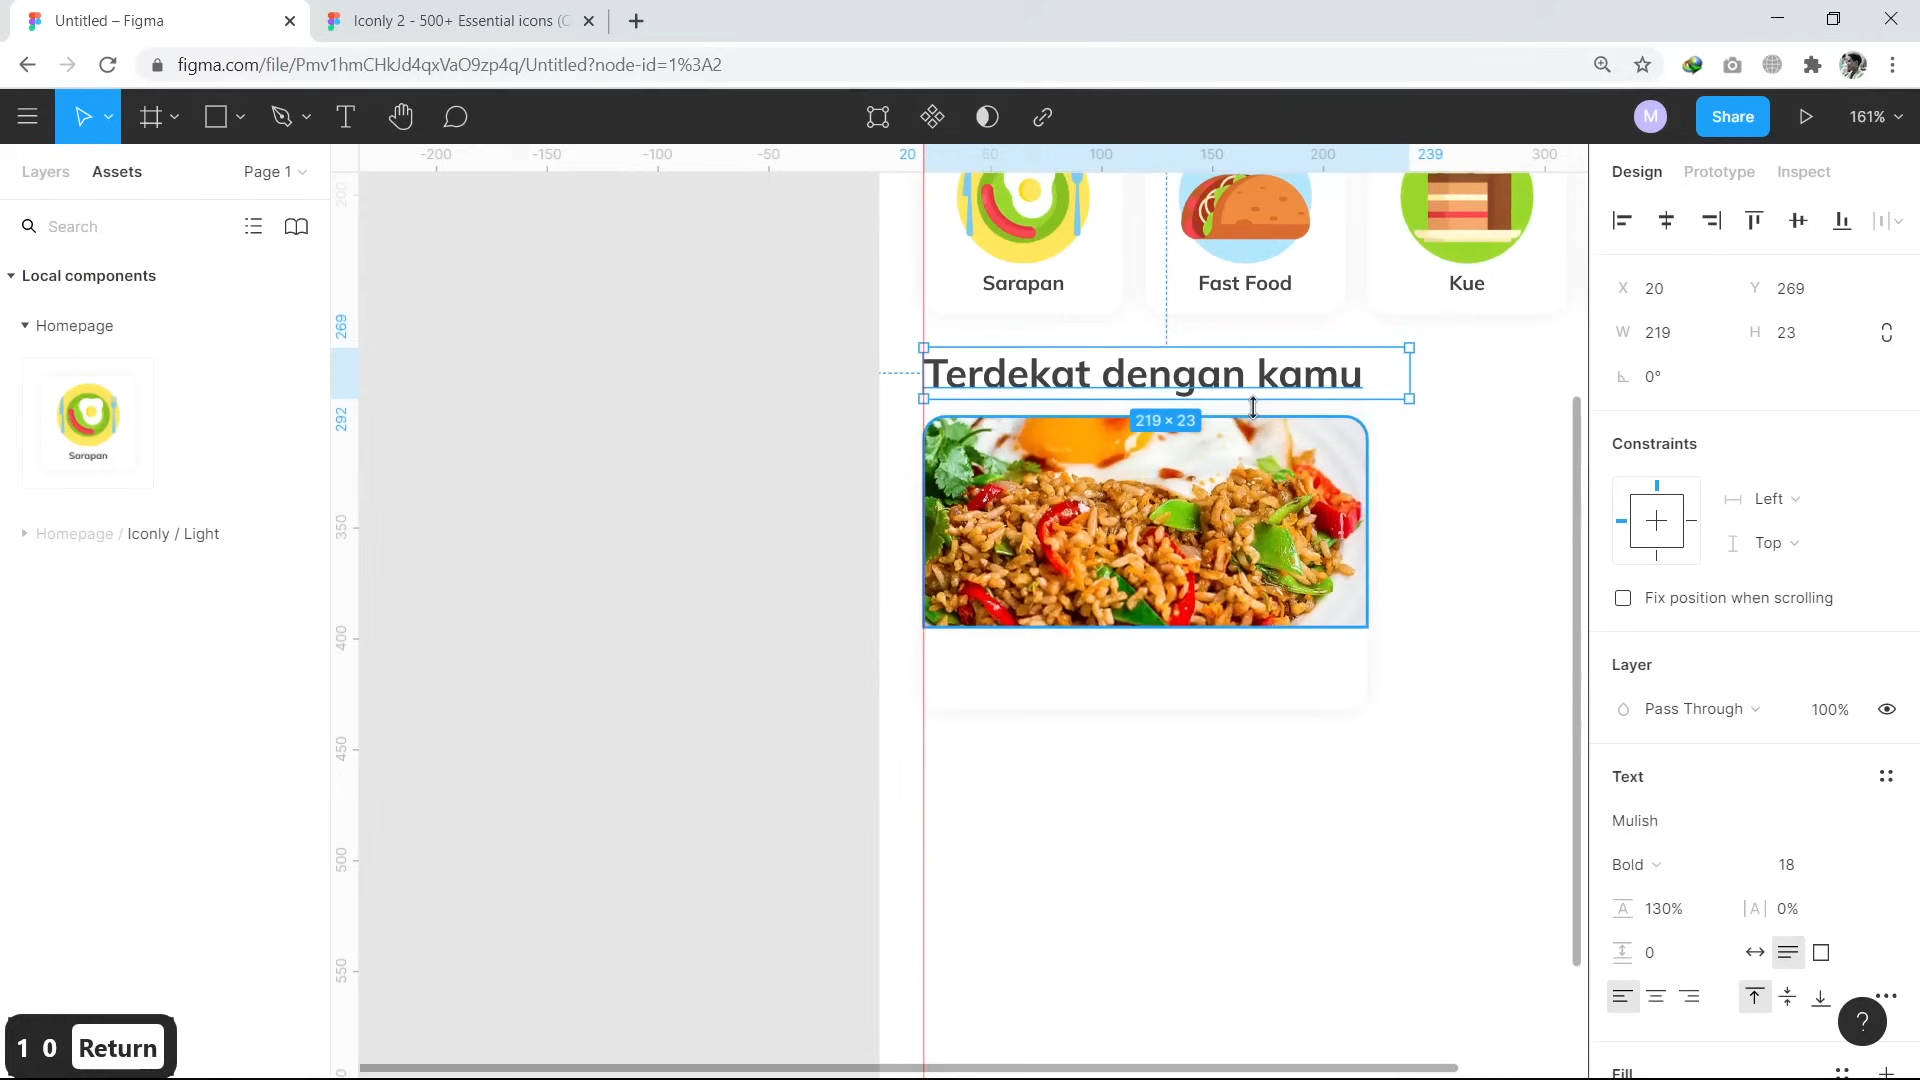 Untitled – Figma
Iconly 2 - 500+ Essential icons (C
figma.com/file/Pmv1hmCHkJd4qxVaO9zp4q/Untitled?node-id=1%3A2
M
Share
161%
Layers
Assets
Page 1
Search
Local components
Homepage
Sarapan
Homepage / Iconly / Light
-200 -150 -100 -50 20 50 100 150 200 239 300
200
269
292
350
400
450
500
550
Sarapan
Fast Food
Kue
Terdekat dengan kamu
219 × 23
Design
Prototype
Inspect
X 20
Y 269
W 219
H 23
0°
Constraints
Left
Top
Fix position when scrolling
Layer
Pass Through
100%
Text
Mulish
Bold
18
A 130%
|A| 0%
0
?
Fill
1 0 Return